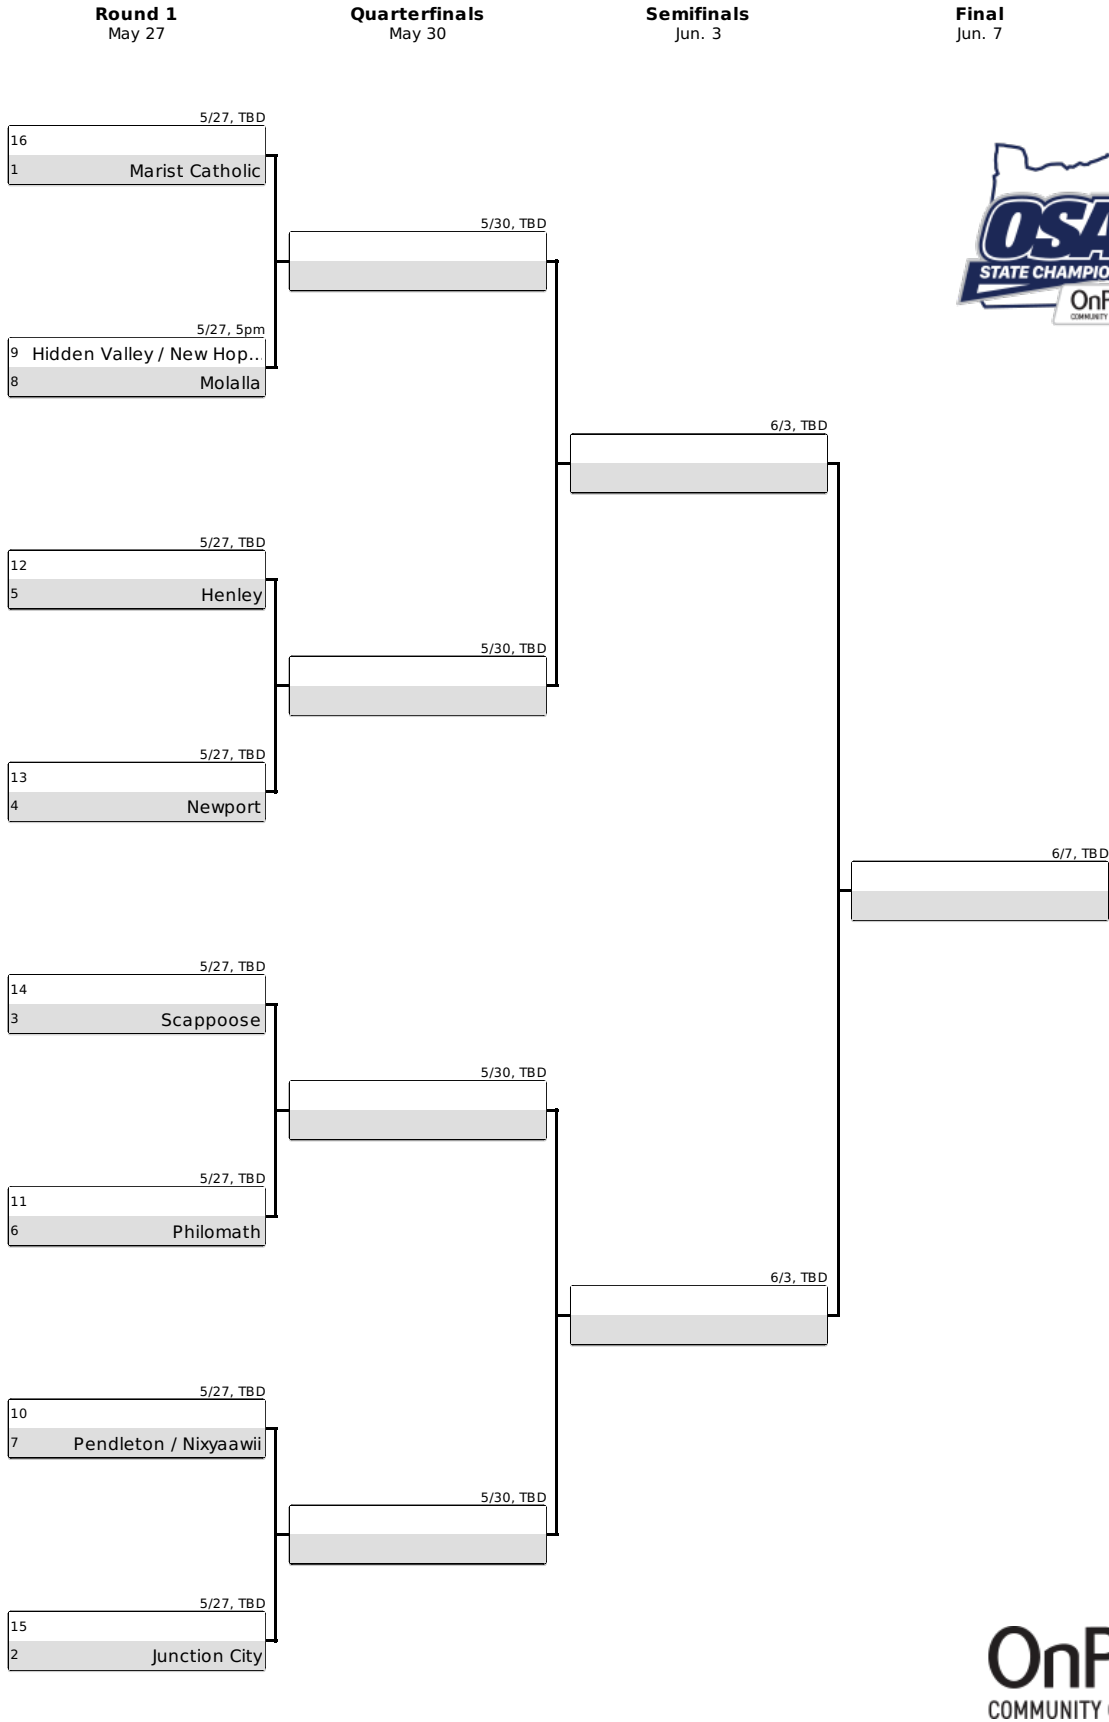 Round 1
May 27
Quarterfinals
May 30
Semifinals
Jun. 3
Final
Jun. 7
5/27, TBD
16
1 Marist Catholic
5/30, TBD
OSA
STATE CHAMPIO
OnP
COMMUNITY
5/27, 5pm
9 Hidden Valley / New Hop...
8 Molalla
6/3, TBD
5/27, TBD
12
5 Henley
5/30, TBD
5/27, TBD
13
4 Newport
6/7, TBD
5/27, TBD
14
3 Scappoose
5/30, TBD
5/27, TBD
11
6 Philomath
6/3, TBD
5/27, TBD
10
7 Pendleton / Nixyaawii
5/30, TBD
5/27, TBD
15
2 Junction City
OnP
COMMUNITY